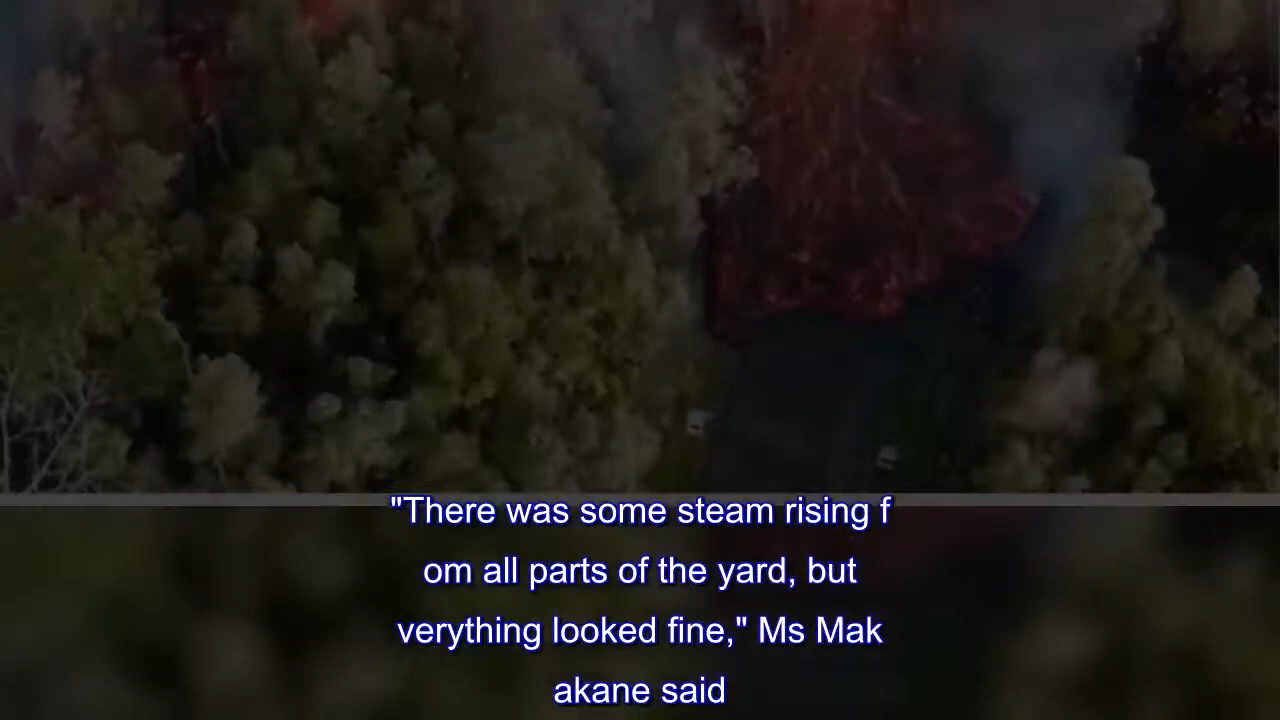 "There was some steam rising f
om all parts of the yard, but
verything looked fine," Ms Mak
akane said